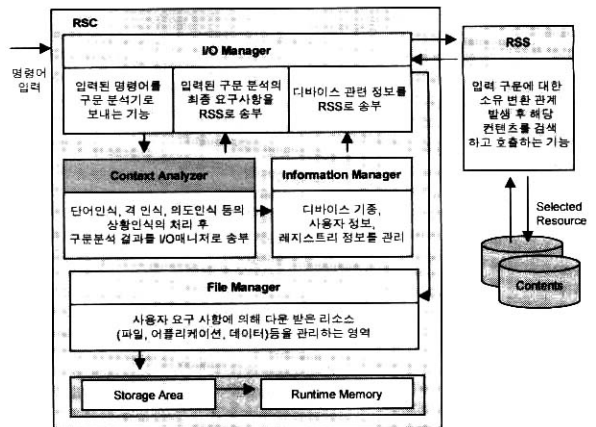 RSC
I/O Manager
명령어
입력
입력된 명령어를
구문 분석기로
보내는 기능
입력된 구문 분석의
최종 요구사항을
RSS로 송부
디바이스 관련 정보를
RSS로 송부
Context Analyzer
단어인식, 격 인식, 의도인식 등의
상황인식의 처리 후
구문분석 결과를 I/O매니저로 송부
Information Manager
디바이스 기종,
사용자 정보,
레지스트리 정보를 관리
File Manager
사용자 요구 사항에 의해 다운 받은 리소스
(파일, 어플리케이션, 데이터)등을 관리하는 영역
Storage Area
Runtime Memory
RSS
입력 구문에 대한
소유 변환 관계
발생 후 해당
컨텐츠를 검색
하고 호출하는 기능
Selected
Resource
Contents